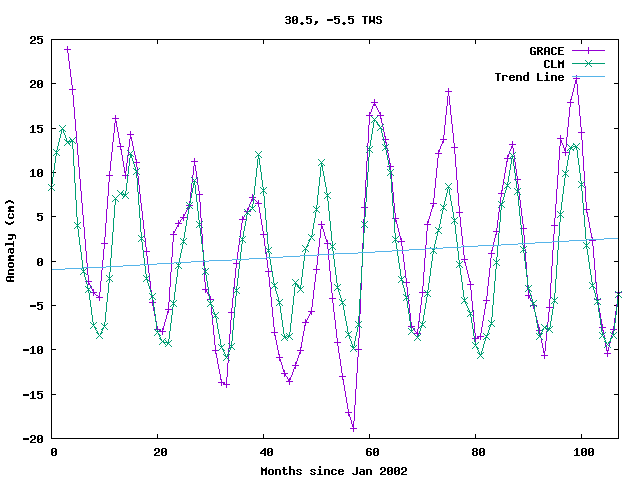 30.5, -5.5 TWS
GRACE
CLM
Trend Line
Anomaly (cm)
25
20
15
10
5
0
-5
-10
-15
-20
0 20 40 60 80 100
Months since Jan 2002